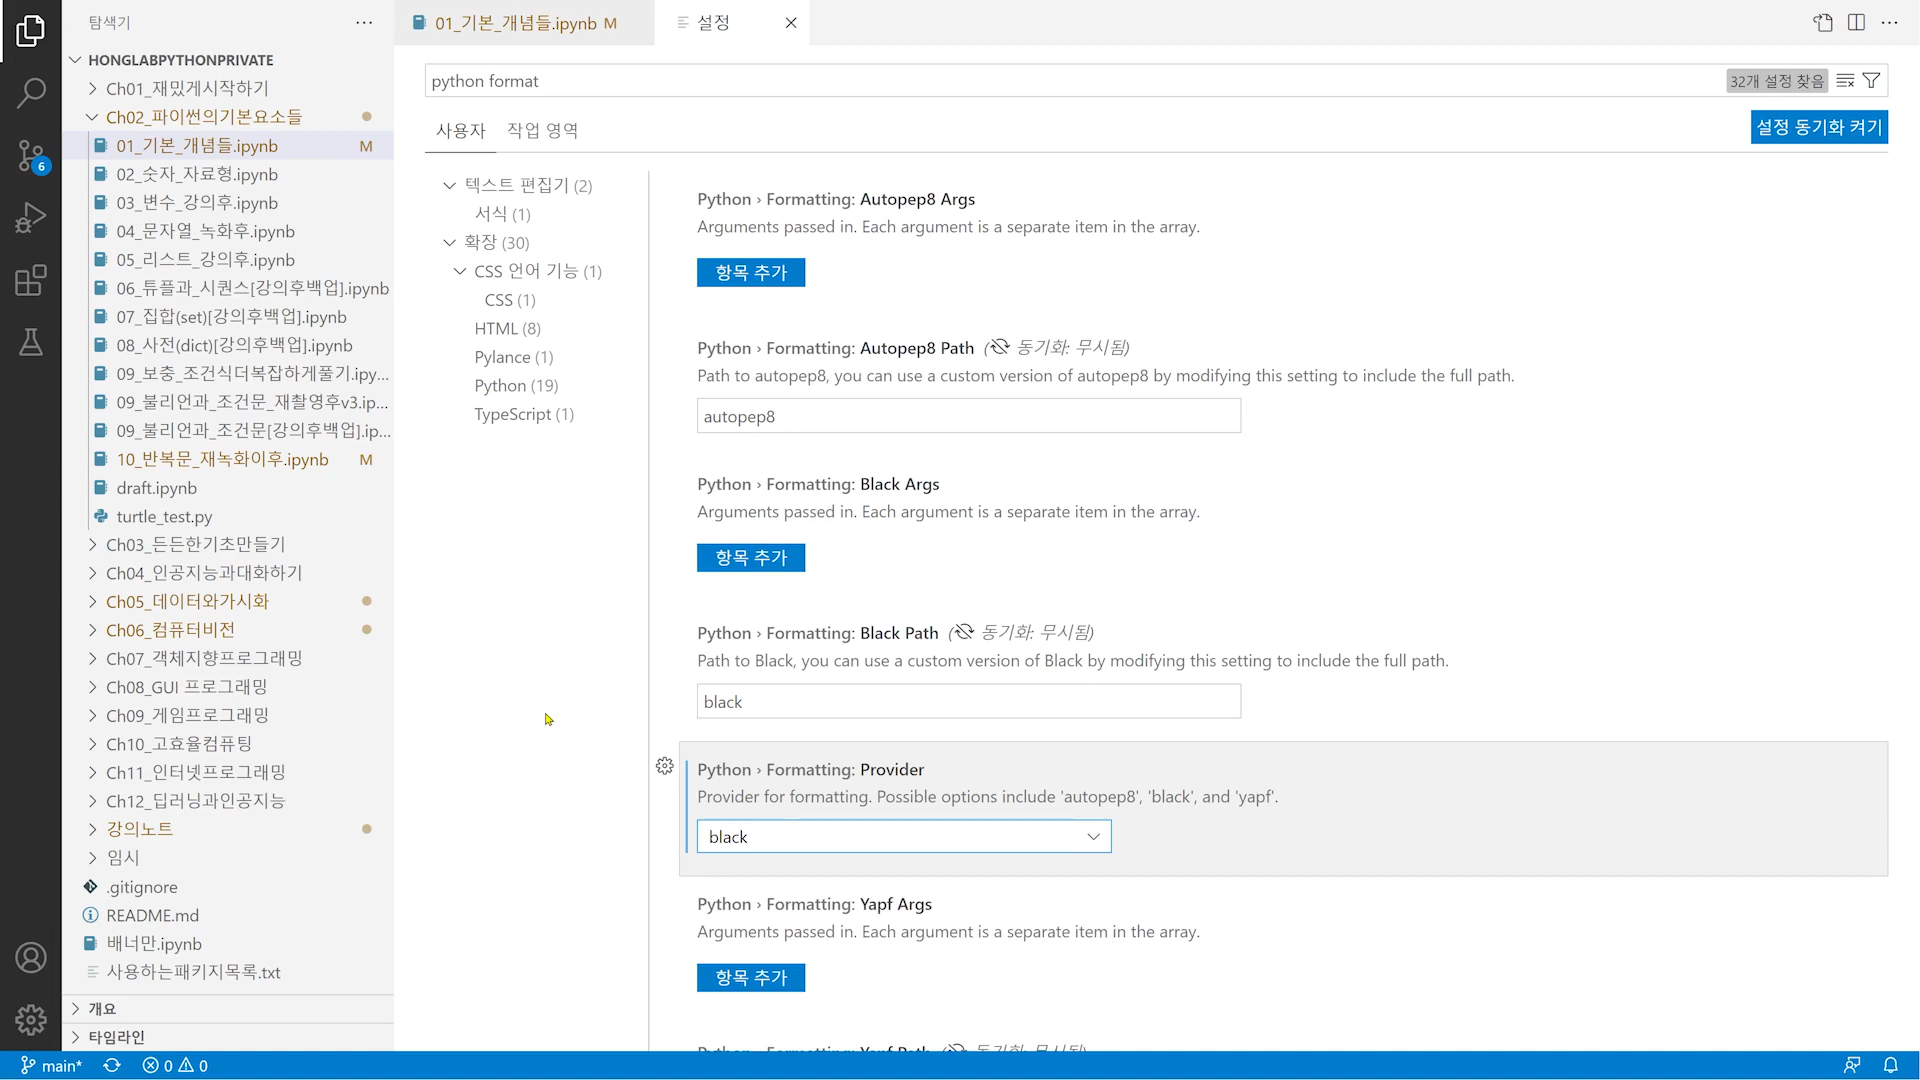 탐색기
HONGLABPYTHONPRIVATE
Ch01_재밌게시작하기
Ch02_파이썬의기본요소들
01_기본_개념들.ipynb M
02_숫자_자료형.ipynb
03_변수_강의후.ipynb
04_문자열_녹화후.ipynb
05_리스트_강의후.ipynb
06_튜플과_시퀀스[강의후백업].ipynb
07_집합(set)[강의후백업].ipynb
08_사전(dict)[강의후백업].ipynb
09_보충_조건식더복잡하게풀기.ipy...
09_불리언과_조건문_재촬영후v3.ip...
09_불리언과_조건문[강의후백업].ip...
10_반복문_재녹화이후.ipynb M
draft.ipynb
turtle_test.py
Ch03_든든한기초만들기
Ch04_인공지능과대화하기
Ch05_데이터와가시화
Ch06_컴퓨터비전
Ch07_객체지향프로그래밍
Ch08_GUI 프로그래밍
Ch09_게임프로그래밍
Ch10_고효율컴퓨팅
Ch11_인터넷프로그래밍
Ch12_딥러닝과인공지능
강의노트
임시
.gitignore
README.md
배너만.ipynb
사용하는패키지목록.txt
개요
타임라인
6
01_기본_개념들.ipynb M
설정
python format
32개 설정 찾음
사용자 작업 영역
설정 동기화 켜기
텍스트 편집기 (2)
서식 (1)
확장 (30)
CSS 언어 기능 (1)
CSS (1)
HTML (8)
Pylance (1)
Python (19)
TypeScript (1)
Python › Formatting: Autopep8 Args
Arguments passed in. Each argument is a separate item in the array.
항목 추가
Python › Formatting: Autopep8 Path (동기화: 무시됨)
Path to autopep8, you can use a custom version of autopep8 by modifying this setting to include the full path.
autopep8
Python › Formatting: Black Args
Arguments passed in. Each argument is a separate item in the array.
항목 추가
Python › Formatting: Black Path (동기화: 무시됨)
Path to Black, you can use a custom version of Black by modifying this setting to include the full path.
black
Python › Formatting: Provider
Provider for formatting. Possible options include 'autopep8', 'black', and 'yapf'.
black
Python › Formatting: Yapf Args
Arguments passed in. Each argument is a separate item in the array.
항목 추가
Python › Formatting: Yapf Path (동기화: 무시됨)
main* 0 0